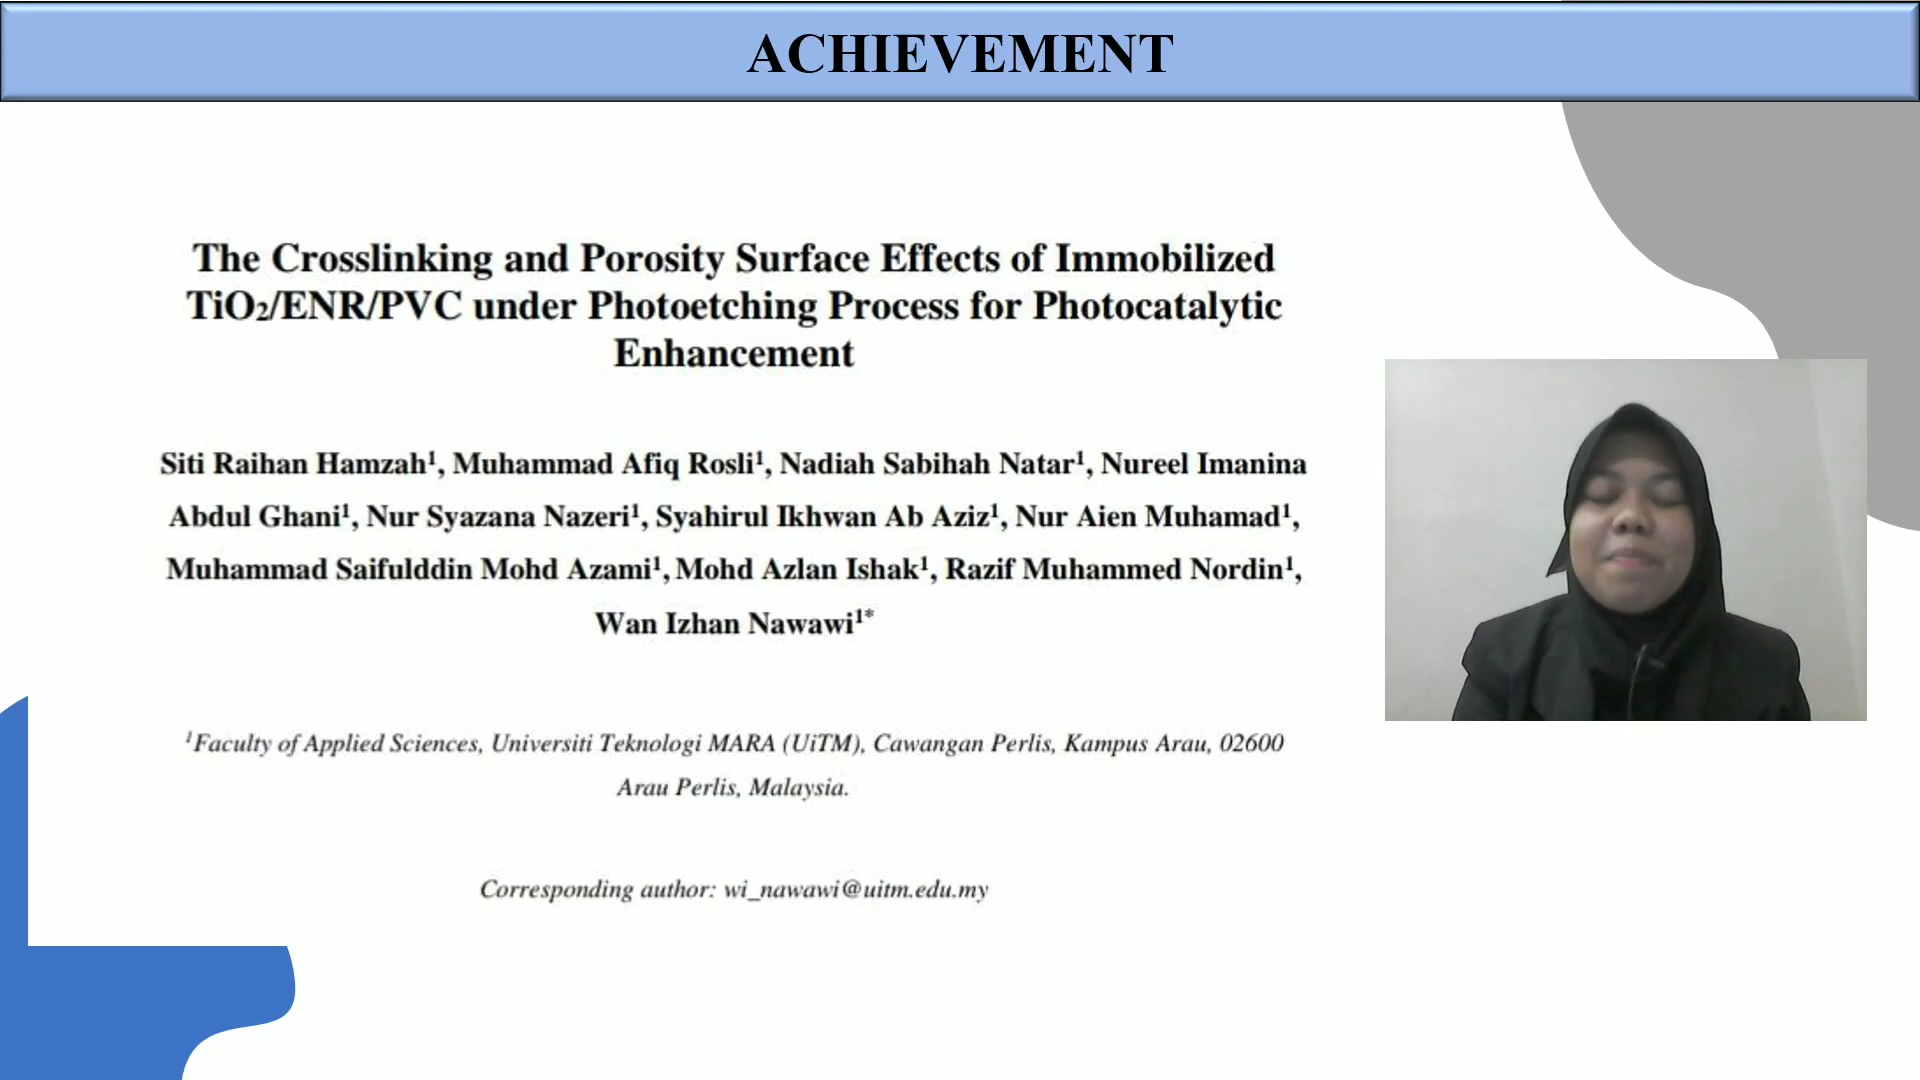 ACHIEVEMENT
The Crosslinking and Porosity Surface Effects of Immobilized
TiO₂/ENR/PVC under Photoetching Process for Photocatalytic
Enhancement
Siti Raihan Hamzah¹, Muhammad Afiq Rosli¹, Nadiah Sabihah Natar¹, Nureel Imanina
Abdul Ghani¹, Nur Syazana Nazeri¹, Syahirul Ikhwan Ab Aziz¹, Nur Aien Muhamad¹,
Muhammad Saifulddin Mohd Azami¹, Mohd Azlan Ishak¹, Razif Muhammed Nordin¹,
Wan Izhan Nawawi¹*
¹Faculty of Applied Sciences, Universiti Teknologi MARA (UiTM), Cawangan Perlis, Kampus Arau, 02600
Arau Perlis, Malaysia.
Corresponding author: wi_nawawi@uitm.edu.my